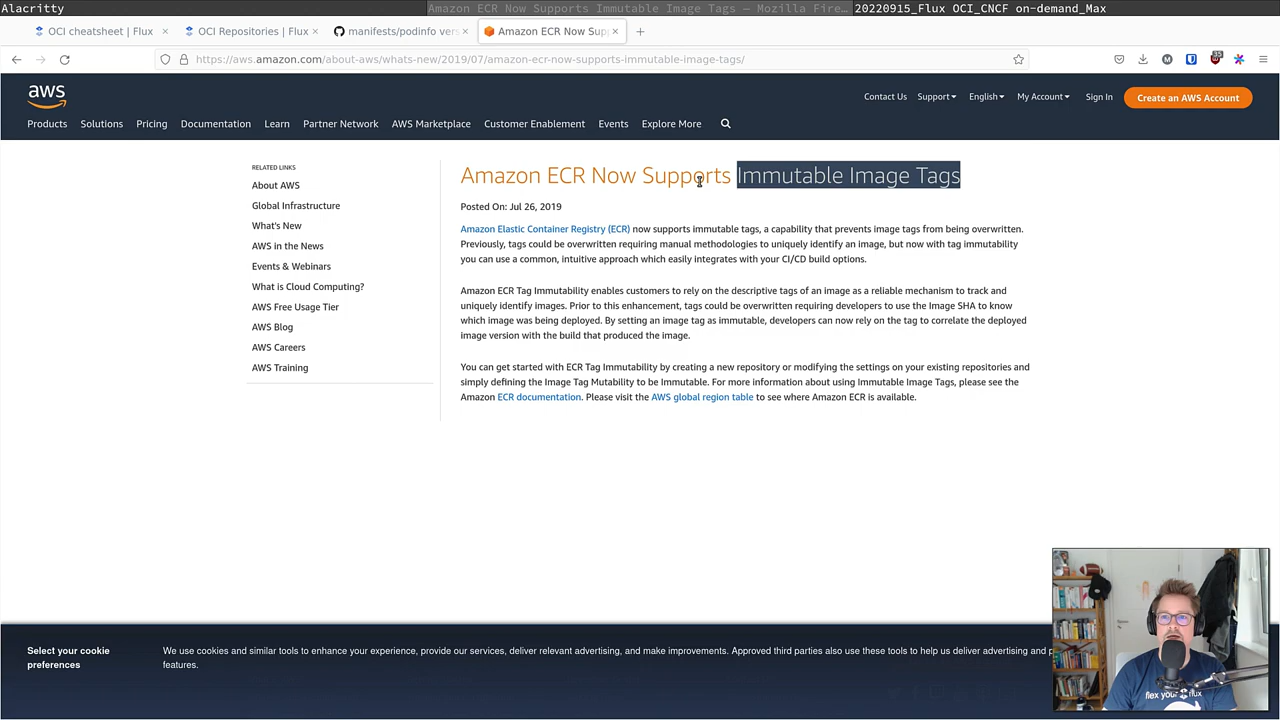 Alacritty
Amazon ECR Now Supports Immutable Image Tags — Mozilla Fire…
20220915_Flux OCI_CNCF on-demand_Max
OCI cheatsheet | Flux
OCI Repositories | Flux
manifests/podinfo vers
Amazon ECR Now Sup
https://aws.amazon.com/about-aws/whats-new/2019/07/amazon-ecr-now-supports-immutable-image-tags/
aws
Contact Us
Support
English
My Account
Sign In
Create an AWS Account
Products
Solutions
Pricing
Documentation
Learn
Partner Network
AWS Marketplace
Customer Enablement
Events
Explore More
RELATED LINKS
About AWS
Global Infrastructure
What's New
AWS in the News
Events & Webinars
What is Cloud Computing?
AWS Free Usage Tier
AWS Blog
AWS Careers
AWS Training
Amazon ECR Now Supports Immutable Image Tags
Posted On: Jul 26, 2019
Amazon Elastic Container Registry (ECR) now supports immutable tags, a capability that prevents image tags from being overwritten.
Previously, tags could be overwritten requiring manual methodologies to uniquely identify an image, but now with tag immutability
you can use a common, intuitive approach which easily integrates with your CI/CD build options.
Amazon ECR Tag Immutability enables customers to rely on the descriptive tags of an image as a reliable mechanism to track and
uniquely identify images. Prior to this enhancement, tags could be overwritten requiring developers to use the Image SHA to know
which image was being deployed. By setting an image tag as immutable, developers can now rely on the tag to correlate the deployed
image version with the build that produced the image.
You can get started with ECR Tag Immutability by creating a new repository or modifying the settings on your existing repositories and
simply defining the Image Tag Mutability to be Immutable. For more information about using Immutable Image Tags, please see the
Amazon ECR documentation. Please visit the AWS global region table to see where Amazon ECR is available.
Select your cookie
preferences
We use cookies and similar tools to enhance your experience, provide our services, deliver relevant advertising, and make improvements. Approved third parties also use these tools to help us deliver advertising and p
features.
flex your flux